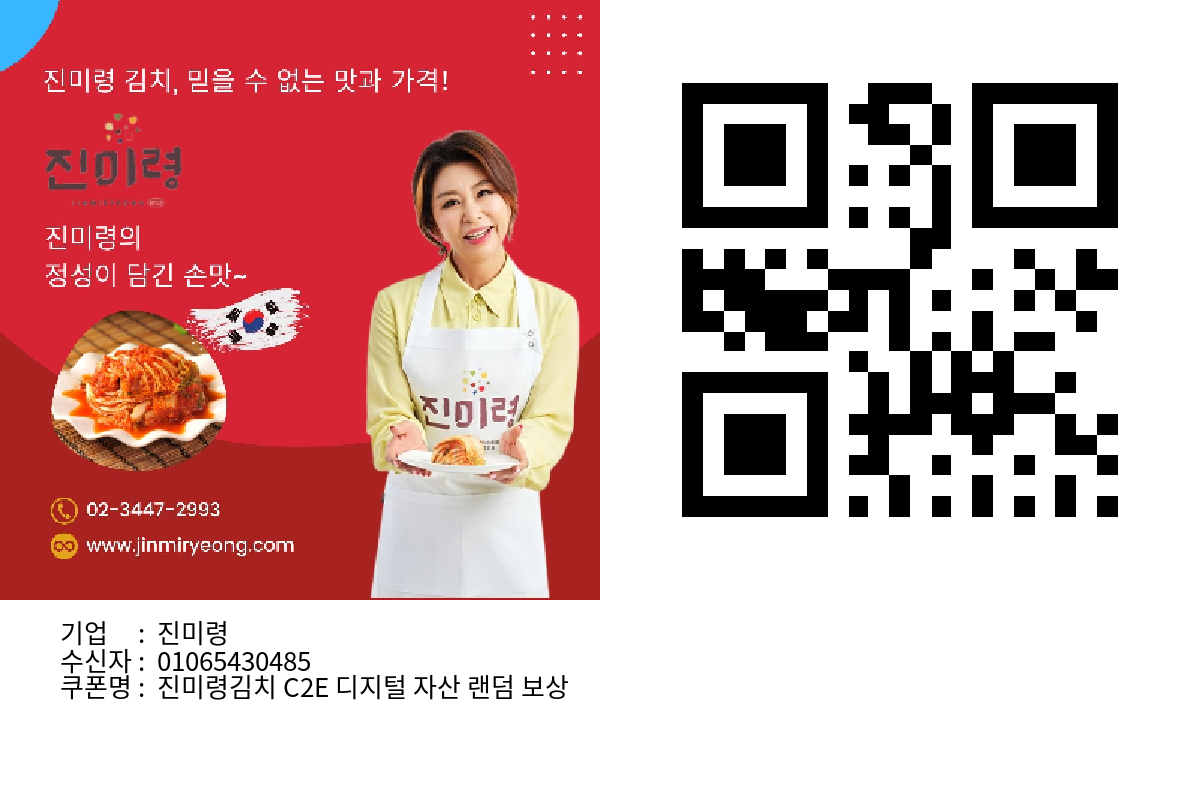 진미령 김치, 믿을 수 없는 맛과 가격!
진미령
진미령의
정성이 담긴 손맛~
진미령
02-3447-2993
www.jinmiryeong.com
기업 : 진미령
수신자 : 01065430485
쿠폰명 : 진미령김치 C2E 디지털 자산 랜덤 보상